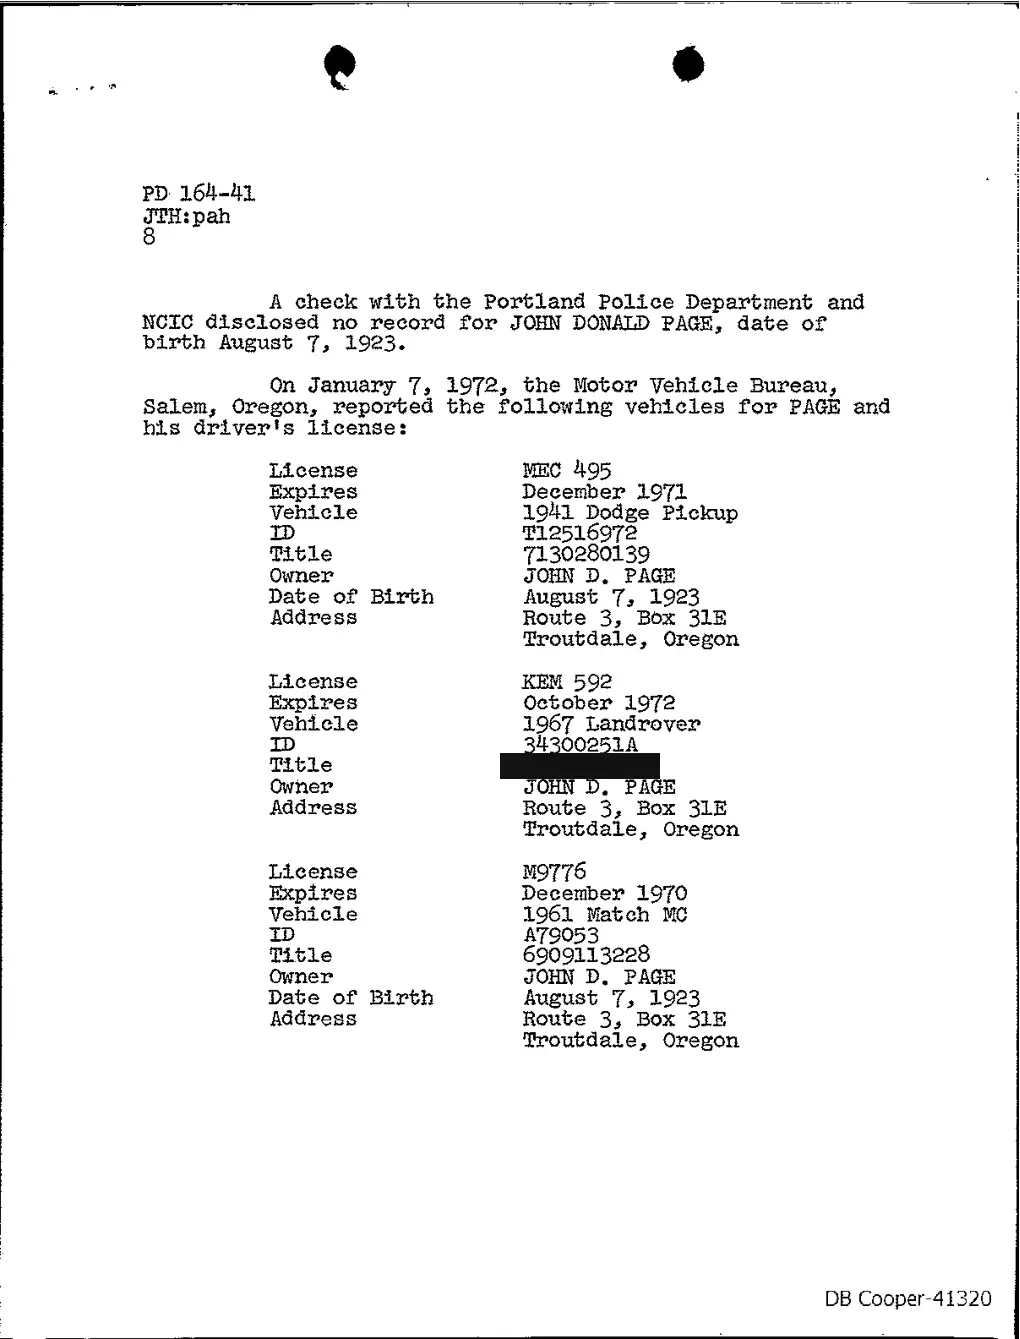 PD 164-41
JTH:pah
8
A check with the Portland Police Department and
NCIC disclosed no record for JOHN DONALD PAGE, date of
birth August 7, 1923.
On January 7, 1972, the Motor Vehicle Bureau,
Salem, Oregon, reported the following vehicles for PAGE and
his driver's license:
License MEC 495
Expires December 1971
Vehicle 1941 Dodge Pickup
ID T12516972
Title 7130280139
Owner JOHN D. PAGE
Date of Birth August 7, 1923
Address Route 3, Box 31E
Troutdale, Oregon
License KEM 592
Expires October 1972
Vehicle 1967 Landrover
ID 34300251A
Title
Owner JOHN D. PAGE
Address Route 3, Box 31E
Troutdale, Oregon
License M9776
Expires December 1970
Vehicle 1961 Match MC
ID A79053
Title 6909113228
Owner JOHN D. PAGE
Date of Birth August 7, 1923
Address Route 3, Box 31E
Troutdale, Oregon
DB Cooper-41320